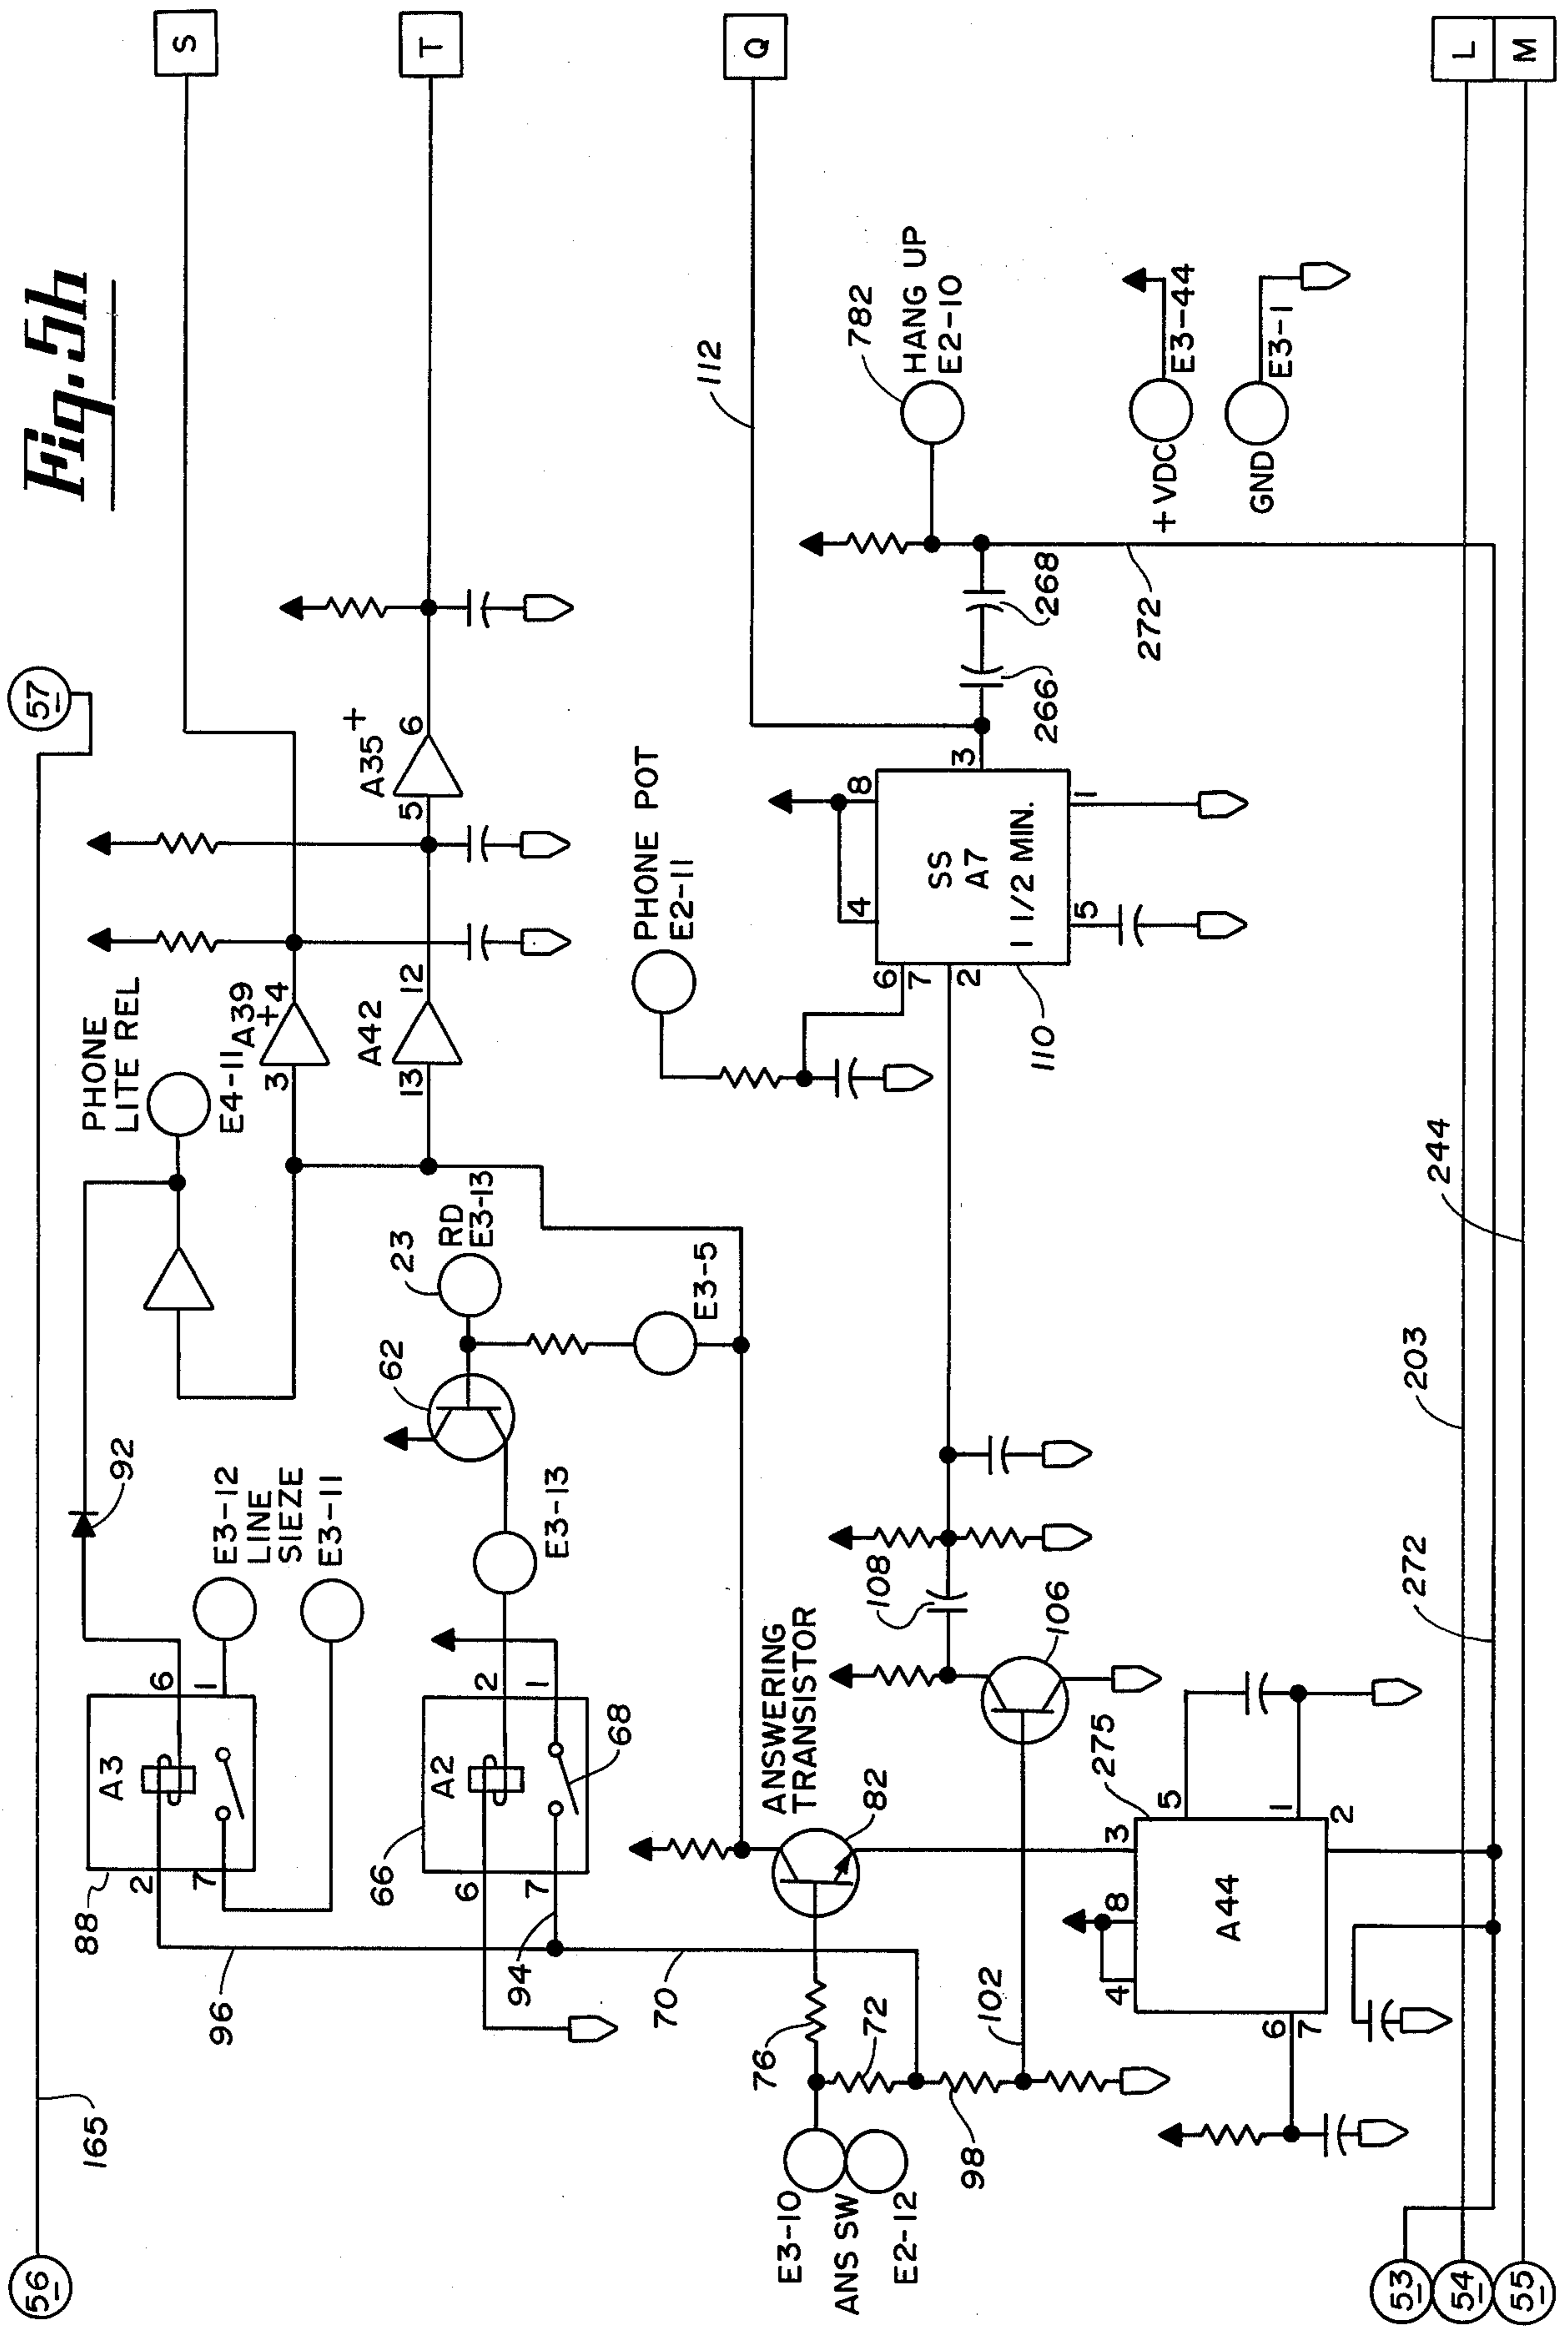 Fig. 5h
56
165
57
S
T
Q
L
M
88
A3
2
7
6
1
96
92
E3-12
LINE
SIEZE
E3-11
PHONE
LITE REL
E4-11
A39
3
+
4
A42
13
12
A35
+
5
6
66
A2
6
7
2
1
94
68
70
E3-13
62
23
RD
E3-13
E3-5
ANSWERING
TRANSISTOR
82
76
72
E3-10
ANS SW
E2-12
98
102
108
106
PHONE POT
E2-11
6
7
2
4
8
SS
A7
1 1/2 MIN.
3
5
1
110
112
266
268
272
782
HANG UP
E2-10
+VDC
E3-44
GND
E3-1
275
A44
4
8
3
5
1
2
6
7
272
203
244
53
54
55